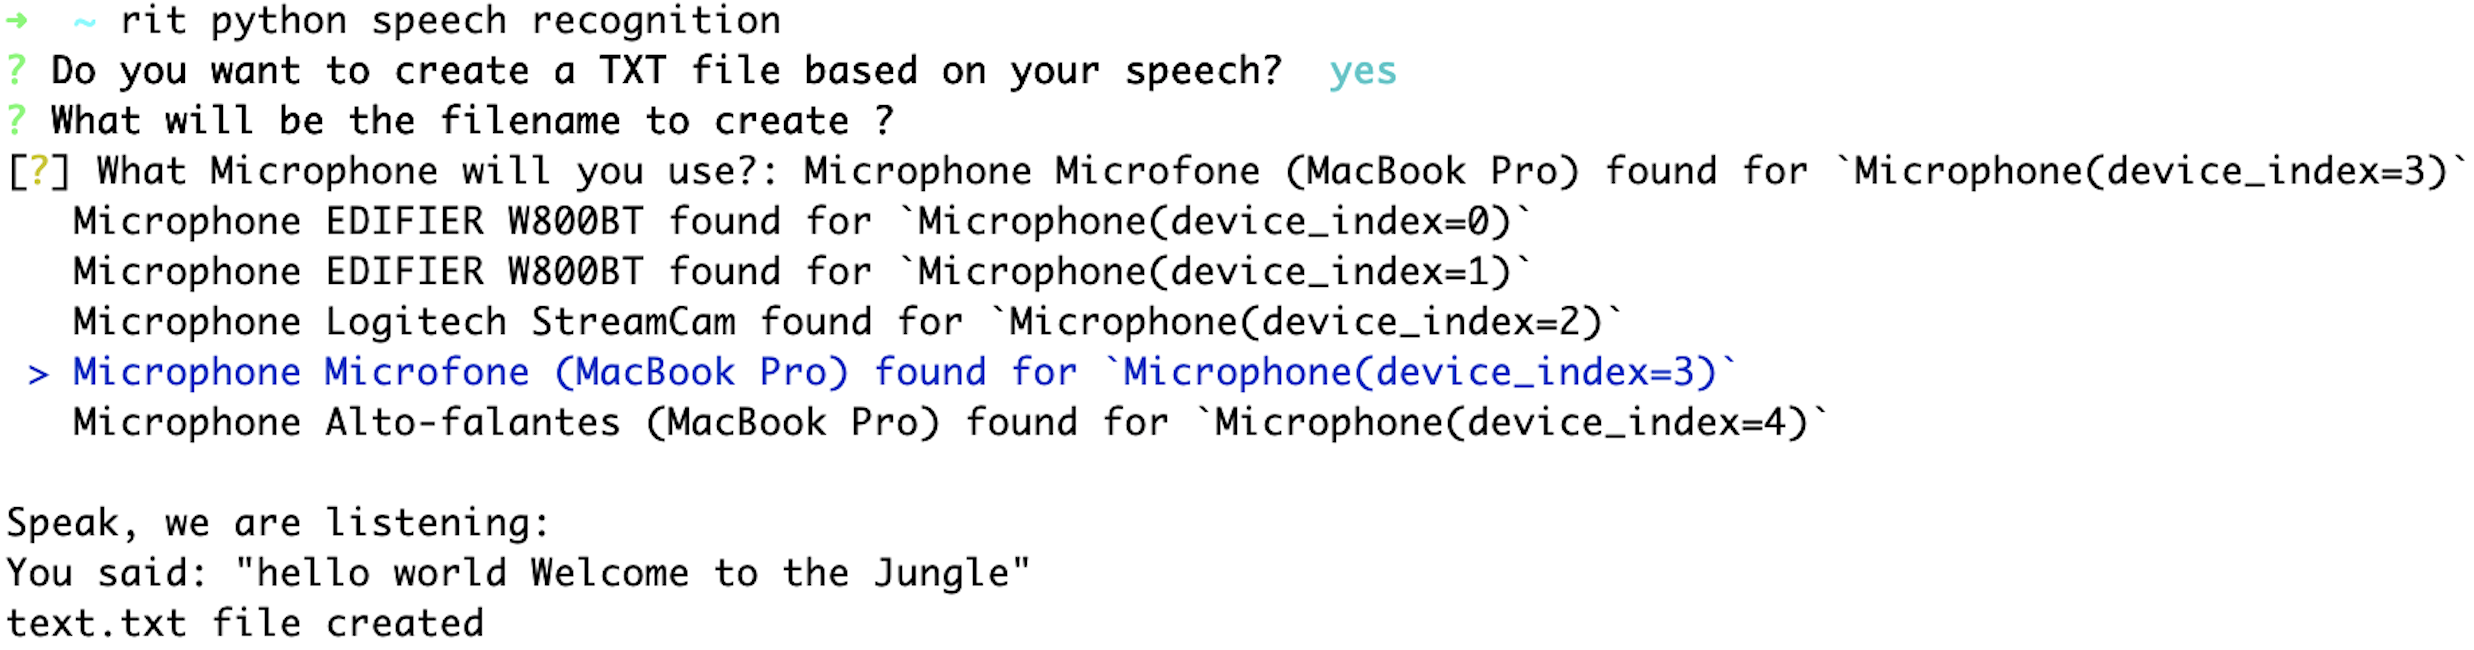 → ~ rit python speech recognition
? Do you want to create a TXT file based on your speech? yes
? What will be the filename to create ?
[?] What Microphone will you use?: Microphone Microfone (MacBook Pro) found for `Microphone(device_index=3)`
Microphone EDIFIER W800BT found for `Microphone(device_index=0)`
Microphone EDIFIER W800BT found for `Microphone(device_index=1)`
Microphone Logitech StreamCam found for `Microphone(device_index=2)`
> Microphone Microfone (MacBook Pro) found for `Microphone(device_index=3)`
Microphone Alto-falantes (MacBook Pro) found for `Microphone(device_index=4)`
Speak, we are listening:
You said: "hello world Welcome to the Jungle"
text.txt file created